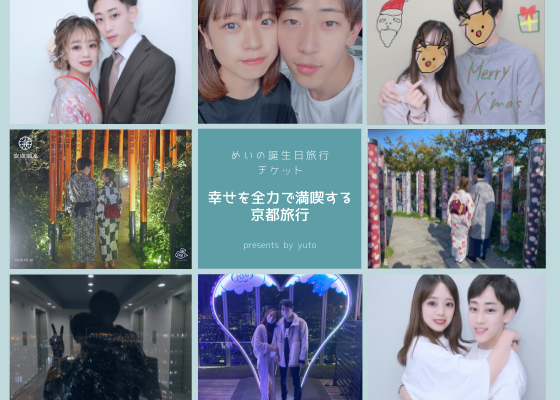 Merry
X'mas!
めいの誕生日旅行
チケット
幸せを全力で満喫する
京都旅行
presents by yuto